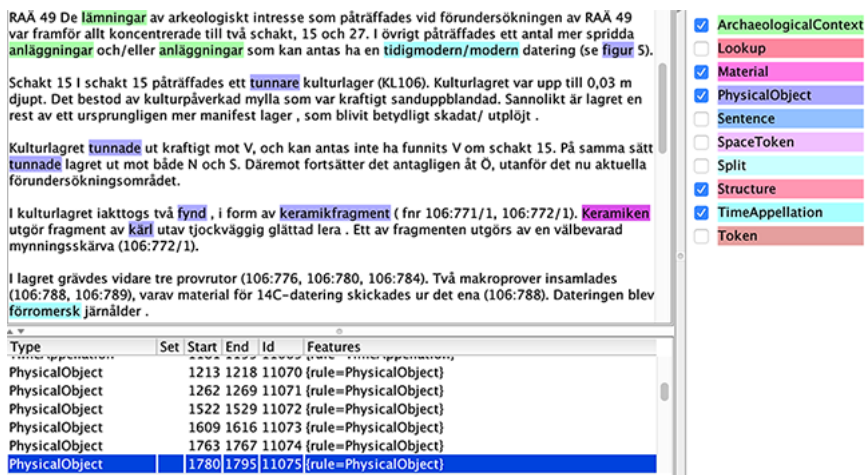 RAÄ 49 De lämningar av arkeologiskt intresse som påträffades vid förundersökningen av RAÄ 49
var framför allt koncentrerade till två schakt, 15 och 27. I övrigt påträffades ett antal mer spridda
anläggningar och/eller anläggningar som kan antas ha en tidigmodern/modern datering (se figur 5).
Schakt 15 I schakt 15 påträffades ett tunnare kulturlager (KL106). Kulturlagret var upp till 0,03 m
djupt. Det bestod av kulturpåverkad mylla som var kraftigt sanduppblandad. Sannolikt är lagret en
rest av ett ursprungligen mer manifest lager , som blivit betydligt skadat/ utplöjt .
Kulturlagret tunnade ut kraftigt mot V, och kan antas inte ha funnits V om schakt 15. På samma sätt
tunnade lagret ut mot både N och S. Däremot fortsätter det antagligen åt Ö, utanför det nu aktuella
förundersökningsområdet.
I kulturlagret iakttogs två fynd , i form av keramikfragment ( fnr 106:771/1, 106:772/1). Keramiken
utgör fragment av kärl utav tjockväggig glättad lera . Ett av fragmenten utgörs av en välbevarad
mynningsskärva (106:772/1).
I lagret grävdes vidare tre provrutor (106:776, 106:780, 106:784). Två makroprover insamlades
(106:788, 106:789), varav material för 14C-datering skickades ur det ena (106:788). Dateringen blev
förromersk järnålder .
ArchaeologicalContext
Lookup
Material
PhysicalObject
Sentence
SpaceToken
Split
Structure
TimeAppellation
Token
Type Set Start End Id Features
PhysicalObject 1213 1218 11070 {rule=PhysicalObject}
PhysicalObject 1262 1269 11071 {rule=PhysicalObject}
PhysicalObject 1522 1529 11072 {rule=PhysicalObject}
PhysicalObject 1609 1616 11073 {rule=PhysicalObject}
PhysicalObject 1763 1767 11074 {rule=PhysicalObject}
PhysicalObject 1780 1795 11075 {rule=PhysicalObject}